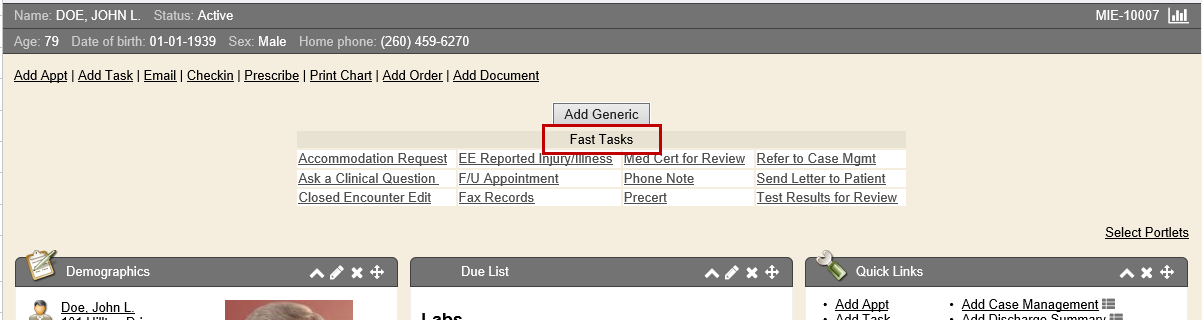 Name: DOE, JOHN L. Status: Active MIE-10007
Age: 79 Date of birth: 01-01-1939 Sex: Male Home phone: (260) 459-6270
Add Appt | Add Task | Email | Checkin | Prescribe | Print Chart | Add Order | Add Document
Add Generic
Fast Tasks
Accommodation Request EE Reported Injury/Illness Med Cert for Review Refer to Case Mgmt
Ask a Clinical Question F/U Appointment Phone Note Send Letter to Patient
Closed Encounter Edit Fax Records Precert Test Results for Review
Select Portlets
Demographics Due List Quick Links
Doe, John L. • Add Appt • Add Case Management
Labs • Add Task • Add Discharge Summary